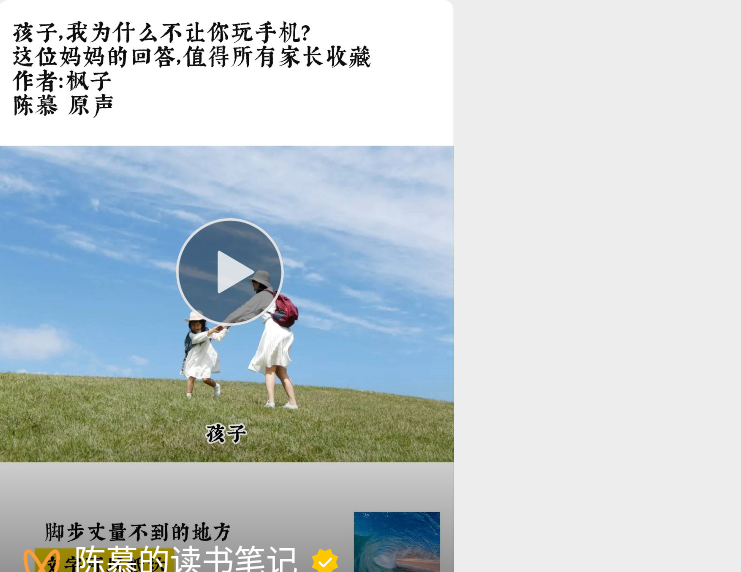 孩子,我为什么不让你玩手机?
这位妈妈的回答,值得所有家长收藏
作者:枫子
陈慕 原声
孩子
脚步丈量不到的地方
陈慕的读书笔记